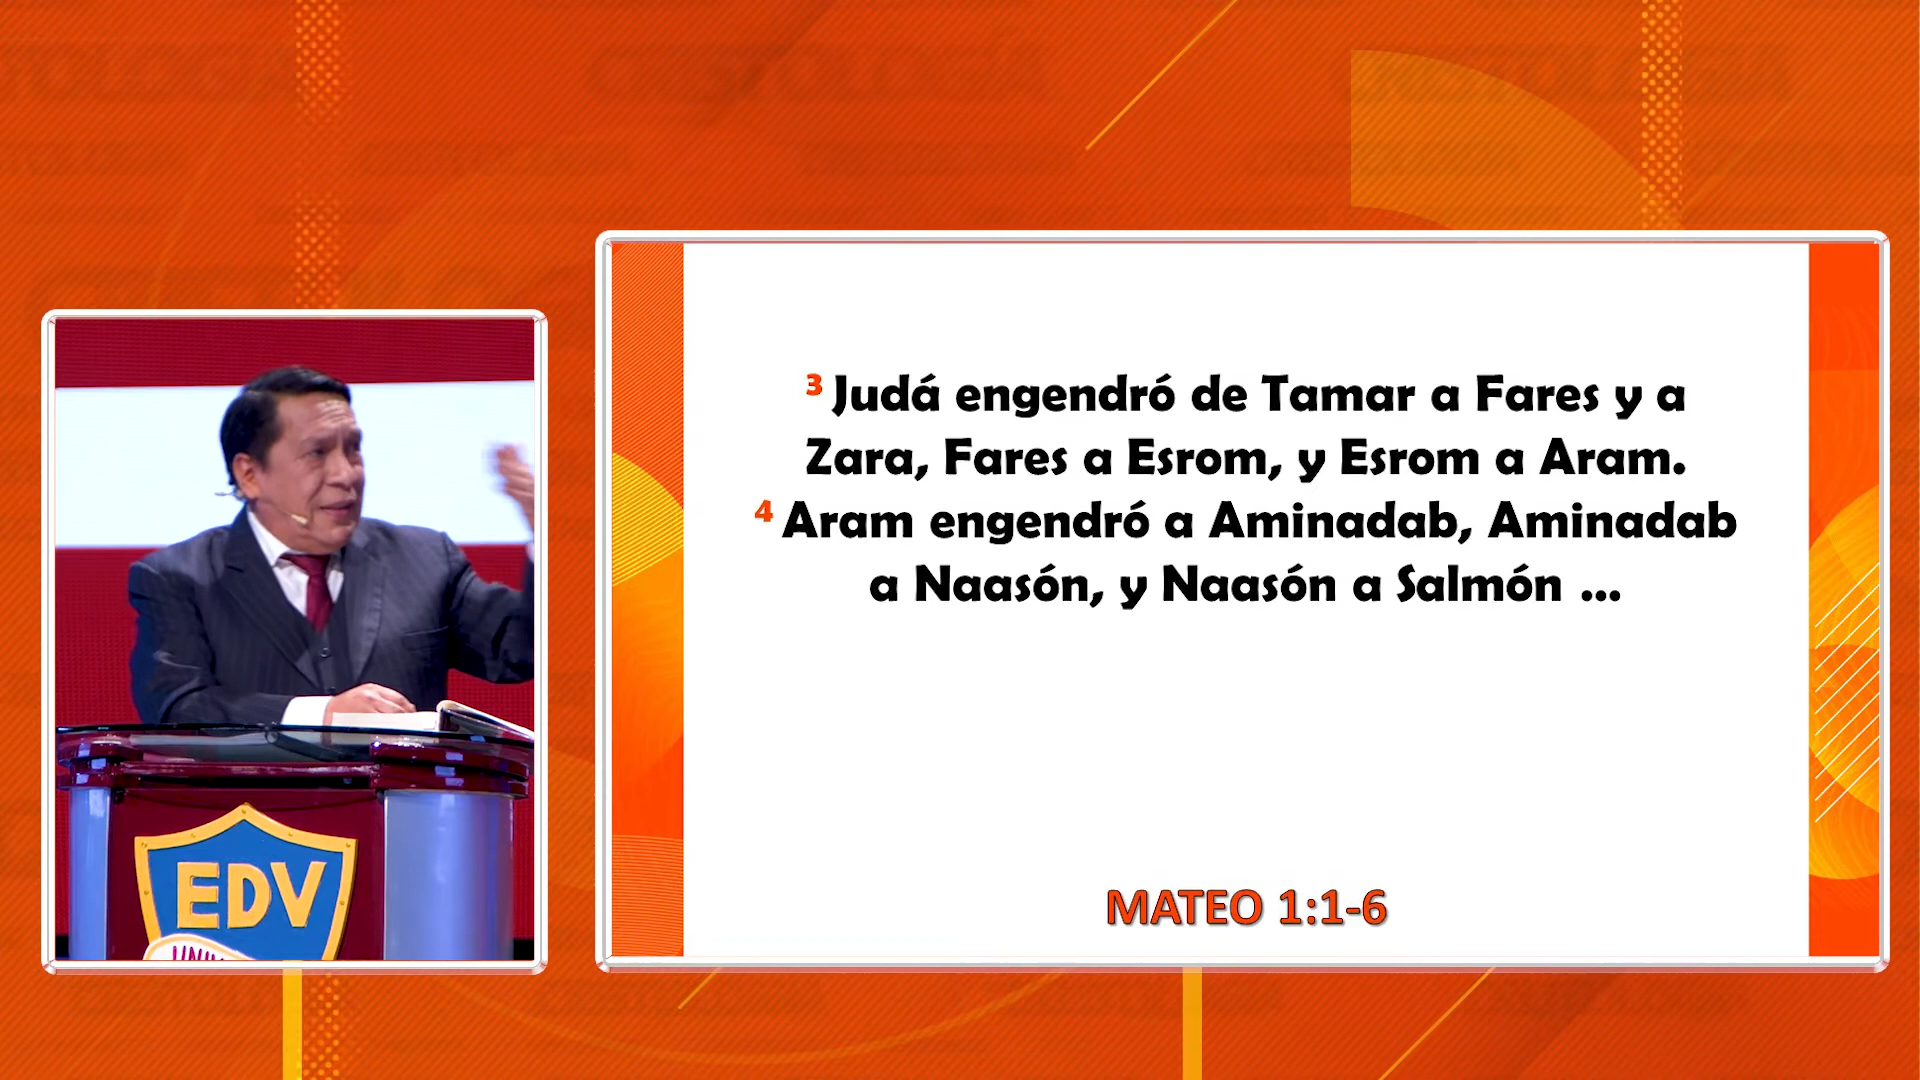 ³ Judá engendró de Tamar a Fares y a
Zara, Fares a Esrom, y Esrom a Aram.
⁴ Aram engendró a Aminadab, Aminadab
a Naasón, y Naasón a Salmón ...
MATEO 1:1-6
EDV